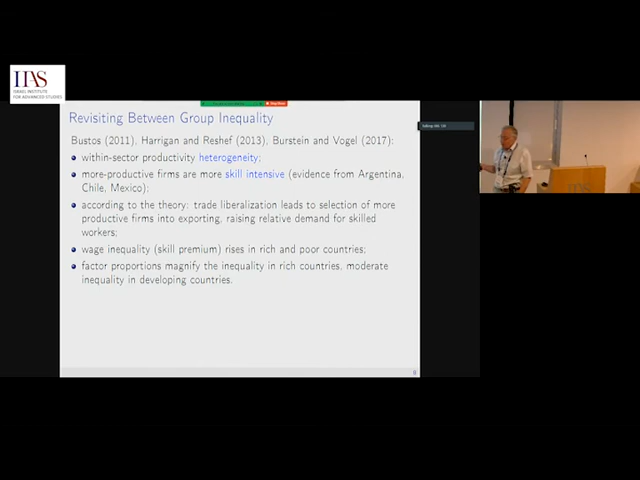 IIAS
ISRAEL INSTITUTE
FOR ADVANCED STUDIES
Revisiting Between Group Inequality
Bustos (2011), Harrigan and Reshef (2013), Burstein and Vogel (2017):
within-sector productivity heterogeneity;
more-productive firms are more skill intensive (evidence from Argentina,
Chile, Mexico);
according to the theory: trade liberalization leads to selection of more
productive firms into exporting, raising relative demand for skilled
workers;
wage inequality (skill premium) rises in rich and poor countries;
factor proportions magnify the inequality in rich countries, moderate
inequality in developing countries.